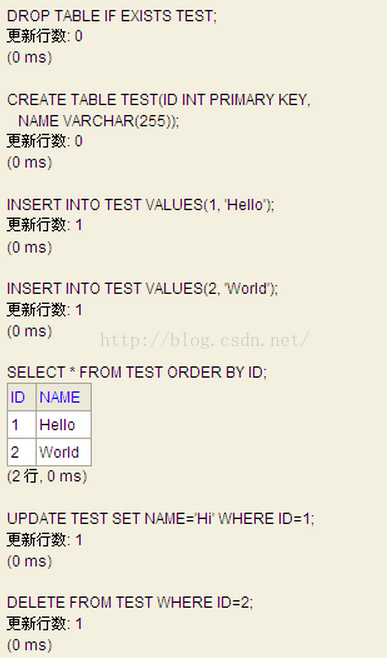 DROP TABLE IF EXISTS TEST;
更新行数: 0
(0 ms)
CREATE TABLE TEST(ID INT PRIMARY KEY,
NAME VARCHAR(255));
更新行数: 0
(0 ms)
INSERT INTO TEST VALUES(1, 'Hello');
更新行数: 1
(0 ms)
INSERT INTO TEST VALUES(2, 'World');
更新行数: 1
(0 ms)
http://blog.csdn.net/
SELECT * FROM TEST ORDER BY ID;
ID NAME
1 Hello
2 World
(2 行, 0 ms)
UPDATE TEST SET NAME='Hi' WHERE ID=1;
更新行数: 1
(0 ms)
DELETE FROM TEST WHERE ID=2;
更新行数: 1
(0 ms)